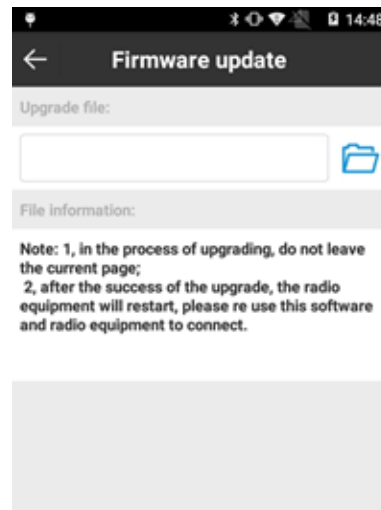 14:48
Firmware update
Upgrade file:
File information:
Note: 1, in the process of upgrading, do not leave
the current page;
2, after the success of the upgrade, the radio
equipment will restart, please re use this software
and radio equipment to connect.